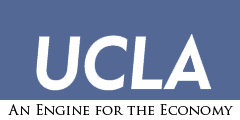 UCLA
An Engine for the Economy